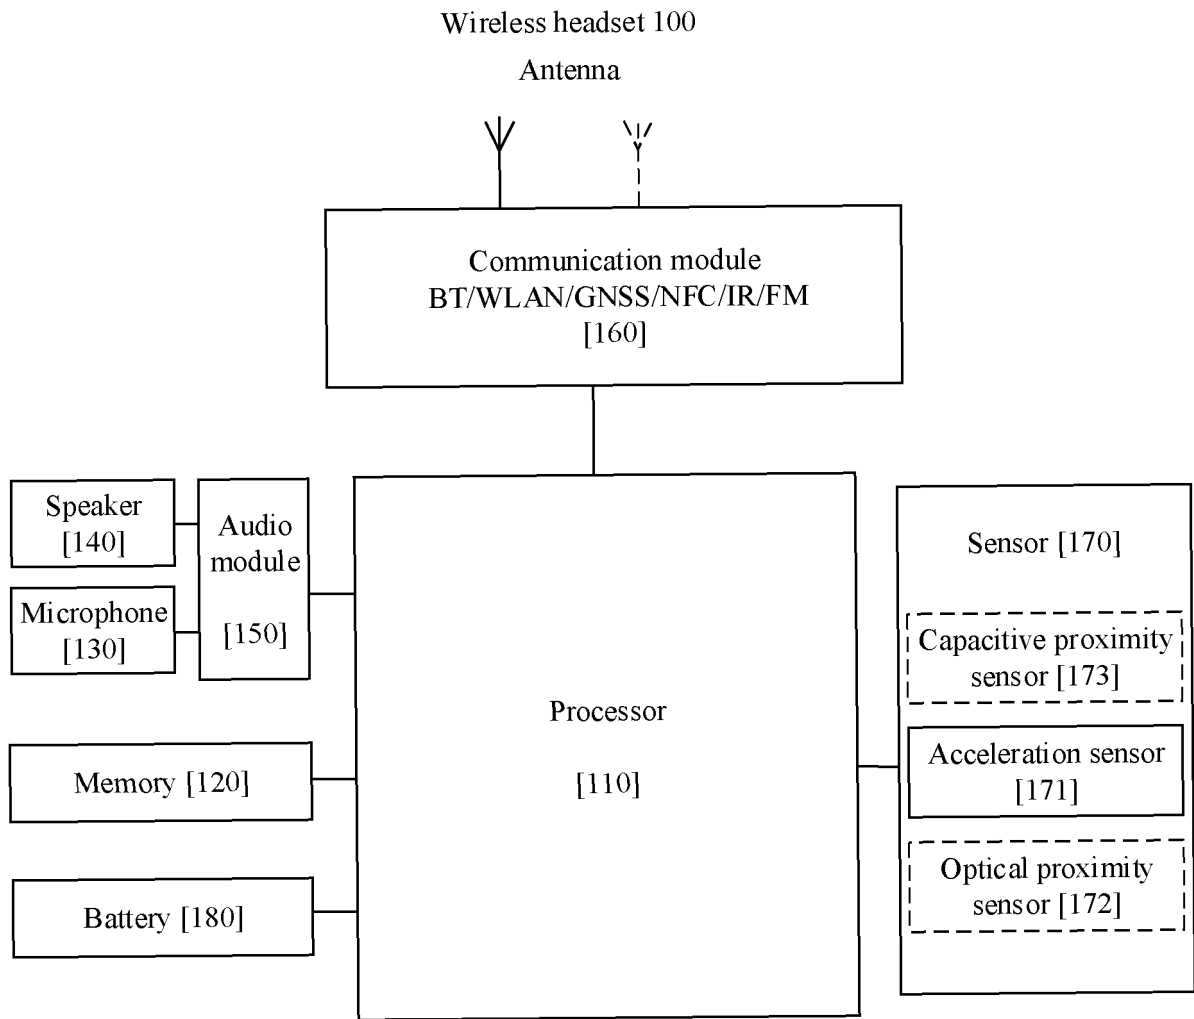 Wireless headset 100
Antenna
Communication module
BT/WLAN/GNSS/NFC/IR/FM
[160]
Speaker
[140]
Microphone
[130]
Audio
module
[150]
Memory [120]
Battery [180]
Processor
[110]
Sensor [170]
Capacitive proximity
sensor [173]
Acceleration sensor
[171]
Optical proximity
sensor [172]